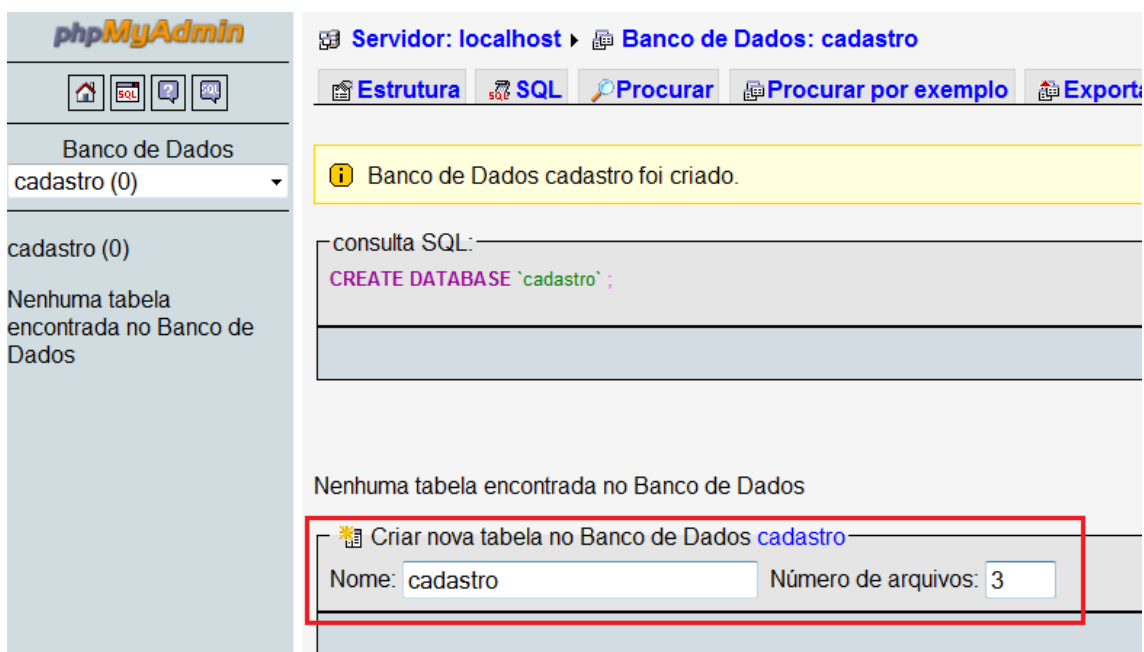 phpMyAdmin
SQL
SQL
Banco de Dados
cadastro (0)
cadastro (0)
Nenhuma tabela
encontrada no Banco de
Dados
Servidor: localhost Banco de Dados: cadastro
Estrutura SQL Procurar Procurar por exemplo Exporta
Banco de Dados cadastro foi criado.
consulta SQL:
CREATE DATABASE `cadastro` ;
Nenhuma tabela encontrada no Banco de Dados
Criar nova tabela no Banco de Dados cadastro
Nome: cadastro Número de arquivos: 3